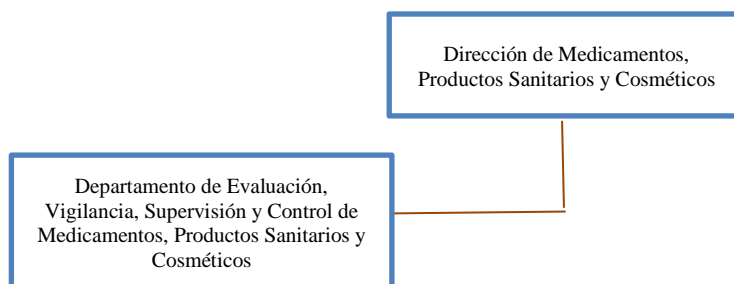 Dirección de Medicamentos,
Productos Sanitarios y Cosméticos
Departamento de Evaluación,
Vigilancia, Supervisión y Control de
Medicamentos, Productos Sanitarios y
Cosméticos